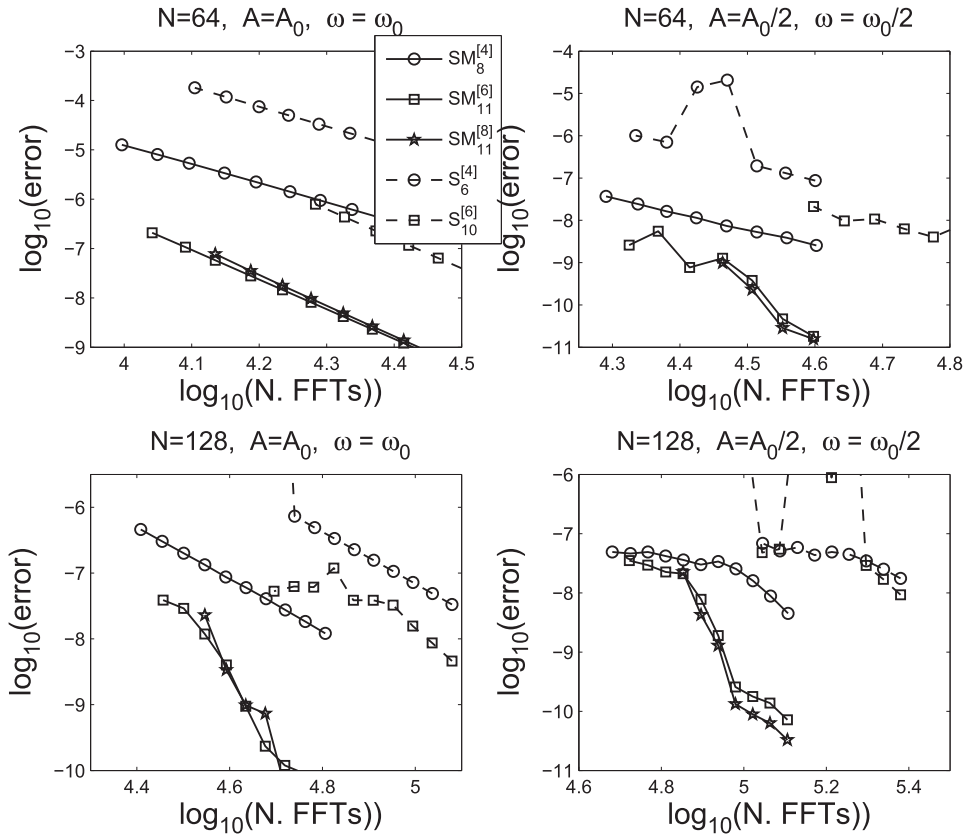 N=64, A=A₀, ω = ω₀
N=64, A=A₀/2, ω = ω₀/2
−3
−4
−5
−6
−7
−8
−9
log₁₀(error)
4
4.1
4.2
4.3
4.4
4.5
log₁₀(N. FFTs))
SM₈^[4]
SM₁₁^[6]
SM₁₁^[8]
S₆^[4]
S₁₀^[6]
−4
−5
−6
−7
−8
−9
−10
−11
log₁₀(error)
4.3
4.4
4.5
4.6
4.7
4.8
log₁₀(N. FFTs))
N=128, A=A₀, ω = ω₀
N=128, A=A₀/2, ω = ω₀/2
−6
−7
−8
−9
−10
log₁₀(error)
4.4
4.6
4.8
5
log₁₀(N. FFTs))
−6
−7
−8
−9
−10
−11
log₁₀(error)
4.6
4.8
5
5.2
5.4
log₁₀(N. FFTs))